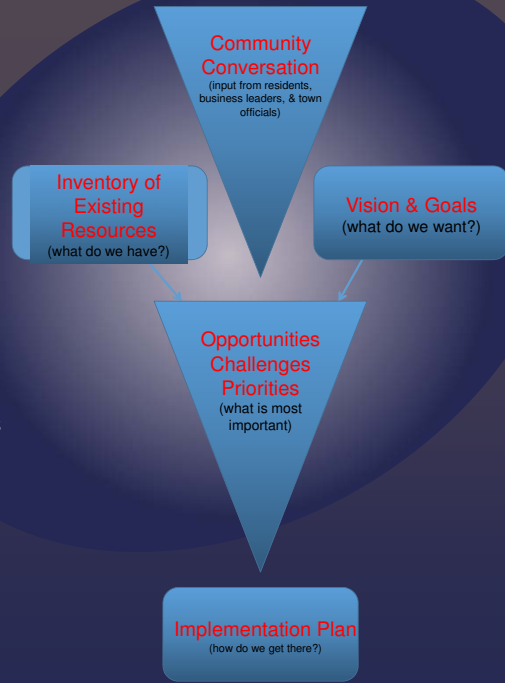 Community
Conversation
(input from residents,
business leaders, & town
officials)
Inventory of
Existing
Resources
(what do we have?)
Vision & Goals
(what do we want?)
Opportunities
Challenges
Priorities
(what is most
important)
Implementation Plan
(how do we get there?)